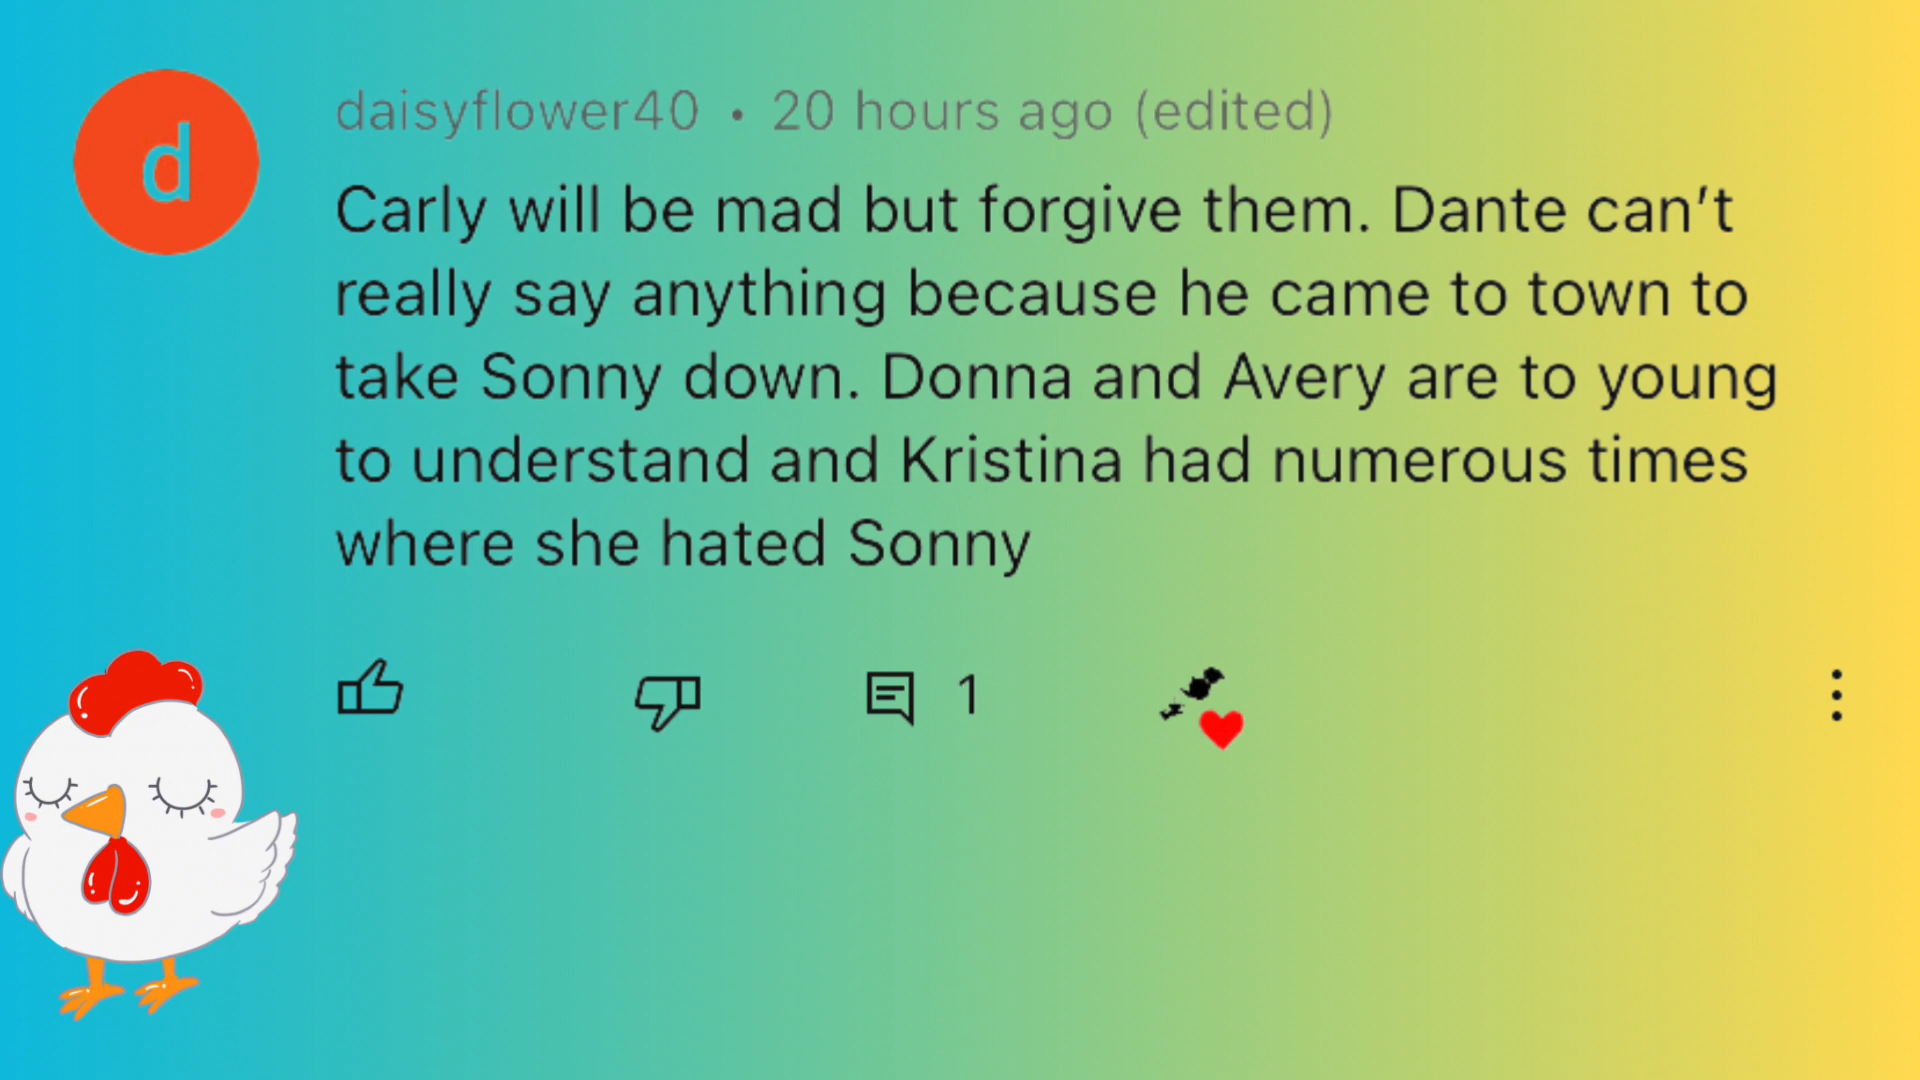 d
daisyflower40 • 20 hours ago (edited)
Carly will be mad but forgive them. Dante can't
really say anything because he came to town to
take Sonny down. Donna and Avery are to young
to understand and Kristina had numerous times
where she hated Sonny
1